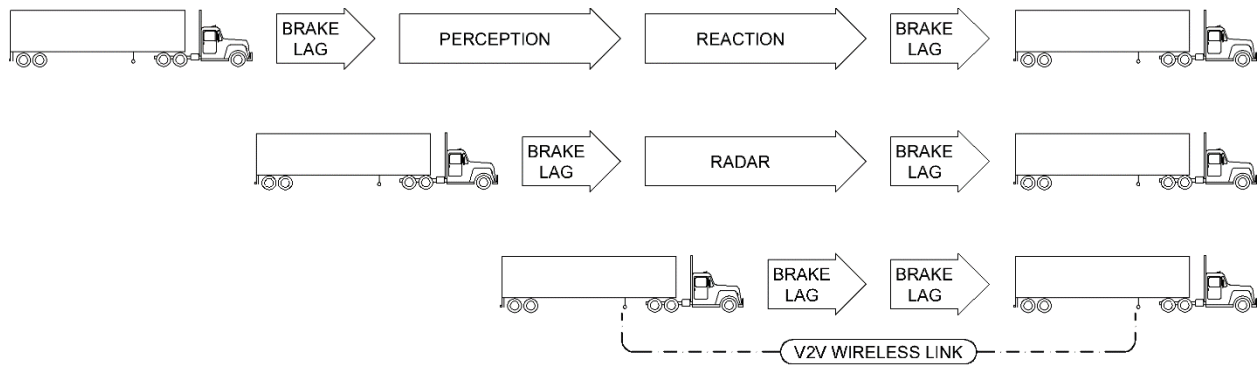 BRAKE
LAG
PERCEPTION
REACTION
BRAKE
LAG
BRAKE
LAG
RADAR
BRAKE
LAG
BRAKE
LAG
BRAKE
LAG
V2V WIRELESS LINK